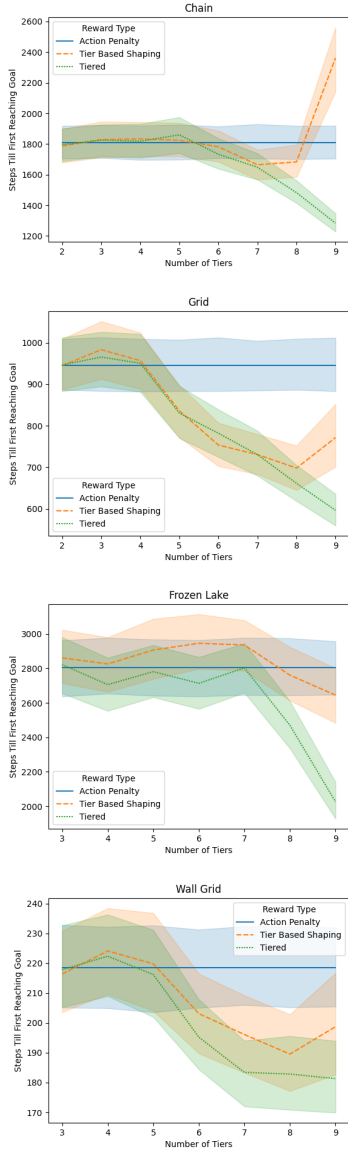 Chain
Steps Till First Reaching Goal
2600
2400
2200
2000
1800
1600
1400
1200
Reward Type
Action Penalty
Tier Based Shaping
Tiered
2 3 4 5 6 7 8 9
Number of Tiers
Grid
Steps Till First Reaching Goal
1000
900
800
700
600
Reward Type
Action Penalty
Tier Based Shaping
Tiered
2 3 4 5 6 7 8 9
Number of Tiers
Frozen Lake
Steps Till First Reaching Goal
3000
2800
2600
2400
2200
2000
Reward Type
Action Penalty
Tier Based Shaping
Tiered
3 4 5 6 7 8 9
Number of Tiers
Wall Grid
Steps Till First Reaching Goal
240
230
220
210
200
190
180
170
Reward Type
Action Penalty
Tier Based Shaping
Tiered
3 4 5 6 7 8 9
Number of Tiers